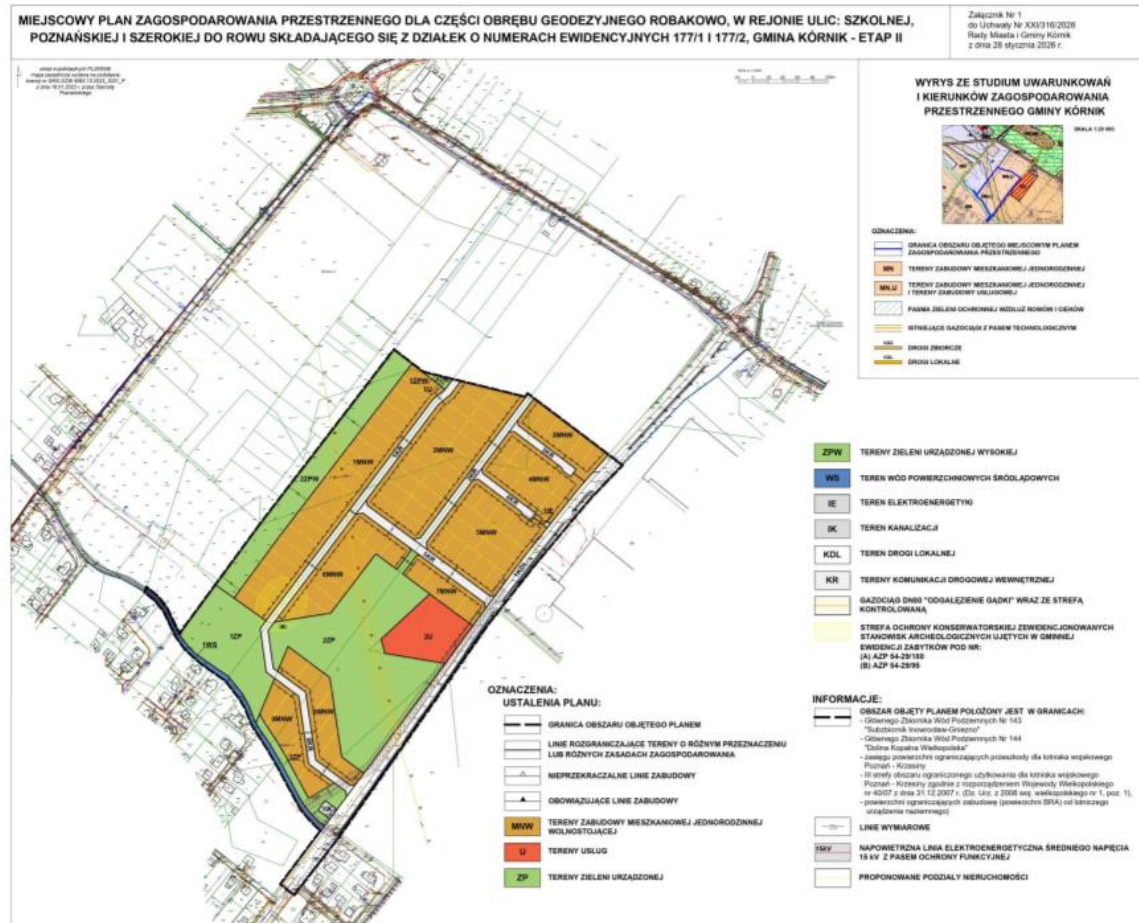 MIEJSCOWY PLAN ZAGOSPODAROWANIA PRZESTRZENNEGO DLA CZĘŚCI OBRĘBU GEODEZYJNEGO ROBAKOWO, W REJONIE ULIC: SZKOLNEJ,
POZNAŃSKIEJ I SZEROKIEJ DO ROWU SKŁADAJĄCEGO SIĘ Z DZIAŁEK O NUMERACH EWIDENCYJNYCH 177/1 I 177/2, GMINA KÓRNIK - ETAP II
Załącznik Nr 1
do Uchwały Nr XXI/316/2026
Rady Miasta i Gminy Kórnik
z dnia 28 stycznia 2026 r.
WYRYS ZE STUDIUM UWARUNKOWAŃ
I KIERUNKÓW ZAGOSPODAROWANIA
PRZESTRZENNEGO GMINY KÓRNIK
OZNACZENIA:
GRANICA OBSZARU OBJĘTEGO MIEJSCOWYM PLANEM
ZAGOSPODAROWANIA PRZESTRZENNEGO
MN TERENY ZABUDOWY MIESZKANIOWEJ JEDNORODZINNEJ
MN,U TERENY ZABUDOWY MIESZKANIOWEJ JEDNORODZINNEJ
I TERENY ZABUDOWY USŁUGOWEJ
PASMA ZIELENI OCHRONNEJ WZDŁUŻ ROWÓW I CIEKÓW
ISTNIEJĄCE GAZOCIĄGI Z PASEM TECHNOLOGICZNYM
DROGI ZBIORCZE
DROGI LOKALNE
1ZPW
1U
3MNW
2MNW
1MNW
4MNW
2ZPW
5MNW
6MNW
7MNW
2U
1ZP
2ZP
1WS
9MNW
8MNW
ZPW TERENY ZIELENI URZĄDZONEJ WYSOKIEJ
WS TEREN WÓD POWIERZCHNIOWYCH ŚRÓDLĄDOWYCH
IE TEREN ELEKTROENERGETYKI
IK TEREN KANALIZACJI
KDL TEREN DROGI LOKALNEJ
KR TERENY KOMUNIKACJI DROGOWEJ WEWNĘTRZNEJ
GAZOCIĄG DN80 "ODGAŁĘZIENIE GĄDKI" WRAZ ZE STREFĄ
KONTROLOWANĄ
STREFA OCHRONY KONSERWATORSKIEJ ZEWIDENCJONOWANYCH
STANOWISK ARCHEOLOGICZNYCH UJĘTYCH W GMINNEJ
EWIDENCJI ZABYTKÓW POD NR:
(A) AZP 54-29/180
(B) AZP 54-29/95
OZNACZENIA:
USTALENIA PLANU:
GRANICA OBSZARU OBJĘTEGO PLANEM
LINIE ROZGRANICZAJĄCE TERENY O RÓŻNYM PRZEZNACZENIU
LUB RÓŻNYCH ZASADACH ZAGOSPODAROWANIA
NIEPRZEKRACZALNE LINIE ZABUDOWY
OBOWIĄZUJĄCE LINIE ZABUDOWY
MNW TERENY ZABUDOWY MIESZKANIOWEJ JEDNORODZINNEJ
WOLNOSTOJĄCEJ
U TERENY USŁUG
ZP TERENY ZIELENI URZĄDZONEJ
INFORMACJE:
OBSZAR OBJĘTY PLANEM POŁOŻONY JEST W GRANICACH:
- Głównego Zbiornika Wód Podziemnych Nr 143
"Subzbiornik Inowrocław-Gniezno"
- Głównego Zbiornika Wód Podziemnych Nr 144
"Dolina Kopalna Wielkopolska"
- zasięgu powierzchni ograniczających przeszkody dla lotniska wojskowego
Poznań - Krzesiny
- III strefy obszaru ograniczonego użytkowania dla lotniska wojskowego
Poznań - Krzesiny zgodnie z rozporządzeniem Wojewody Wielkopolskiego
nr 40/07 z dnia 31.12.2007 r. (Dz. Urz. z 2008 woj. wielkopolskiego nr 1, poz. 1),
- powierzchni ograniczających zabudowę (powierzchni BRA) od lotniczego
urządzenia naziemnego)
LINIE WYMIAROWE
15kV NAPOWIETRZNA LINIA ELEKTROENERGETYCZNA ŚREDNIEGO NAPIĘCIA
15 kV Z PASEM OCHRONY FUNKCYJNEJ
PROPONOWANE PODZIAŁY NIERUCHOMOŚCI